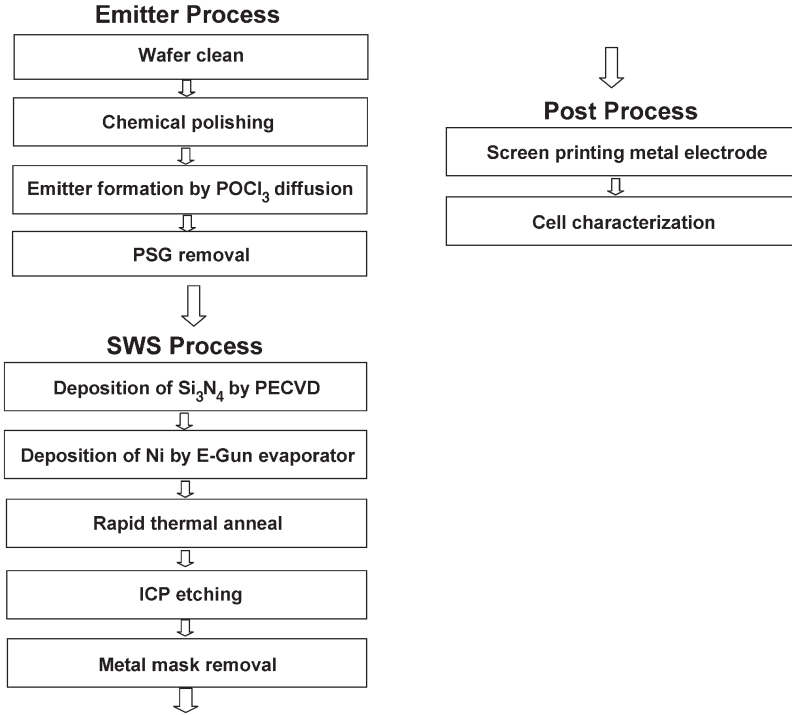 Emitter Process
Wafer clean
Chemical polishing
Emitter formation by POCl₃ diffusion
PSG removal
SWS Process
Deposition of Si₃N₄ by PECVD
Deposition of Ni by E-Gun evaporator
Rapid thermal anneal
ICP etching
Metal mask removal
Post Process
Screen printing metal electrode
Cell characterization